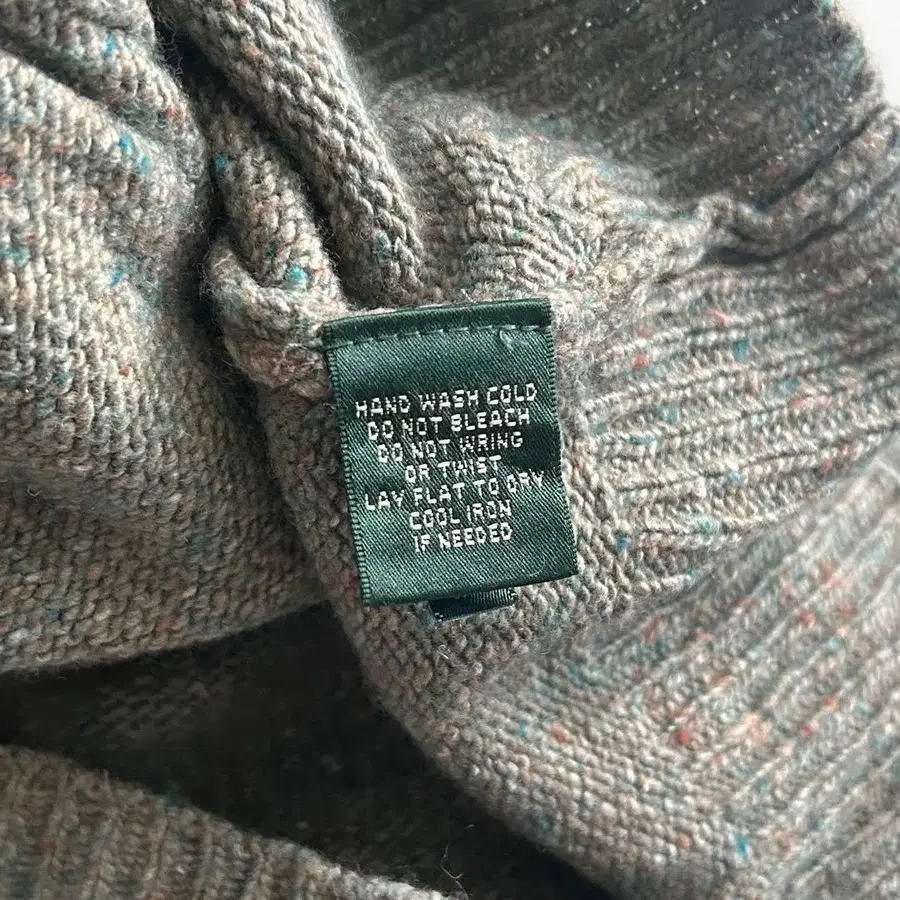 HAND WASH COLD
DO NOT BLEACH
DO NOT WRING
OR TWIST
LAY FLAT TO DRY
COOL IRON
IF NEEDED